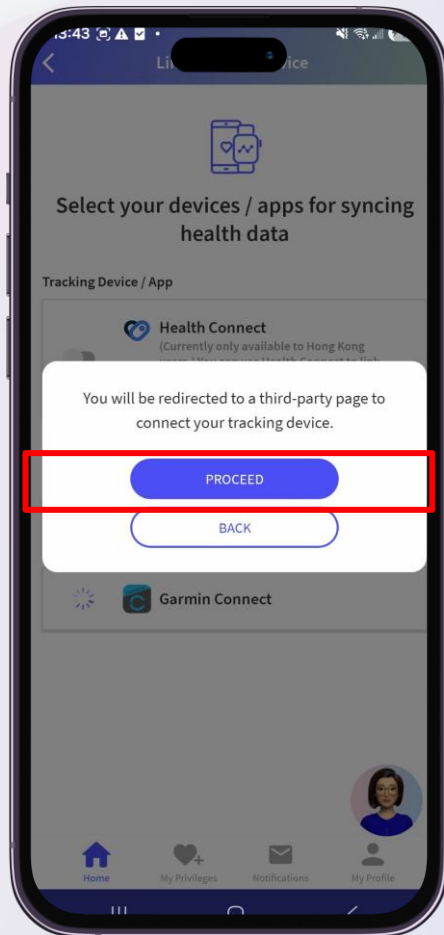 13:43
Select your devices / apps for syncing
health data
Tracking Device / App
Health Connect
(Currently only available to Hong Kong
You will be redirected to a third-party page to
connect your tracking device.
PROCEED
BACK
Garmin Connect
Home
My Privileges
Notifications
My Profile